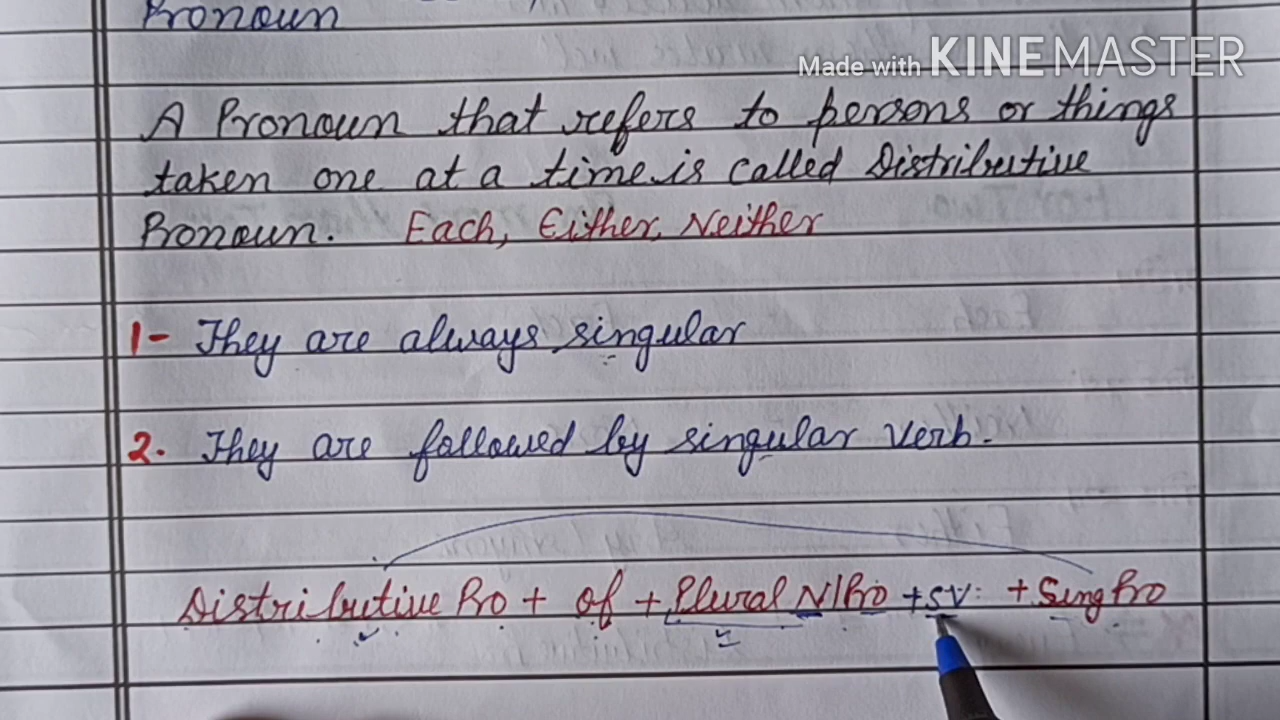 Pronoun
Made with KINEMASTER
A Pronoun that refers to persons or things
taken one at a time is called Distributive
Pronoun. Each, Either, Neither
1- They are always singular
2. They are followed by singular verb.
Distributive Pro + of + Plural N/Pro + S.V. + Sing Pro